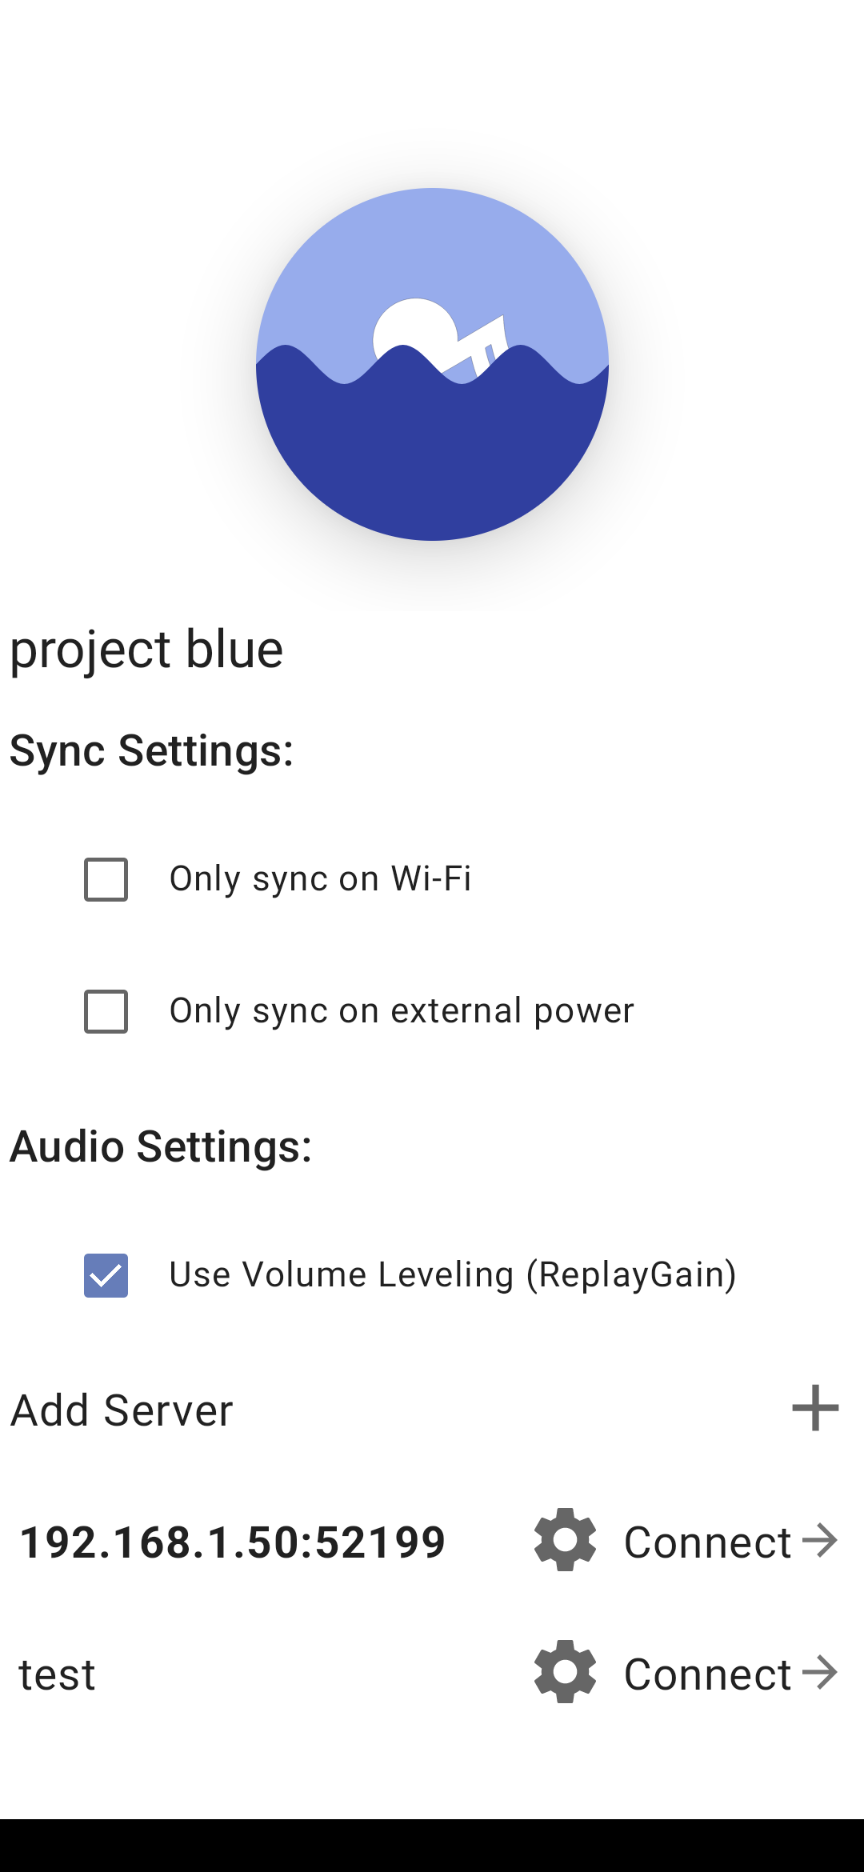 project blue
Sync Settings:
Only sync on Wi-Fi
Only sync on external power
Audio Settings:
Use Volume Leveling (ReplayGain)
Add Server
192.168.1.50:52199 Connect
test Connect